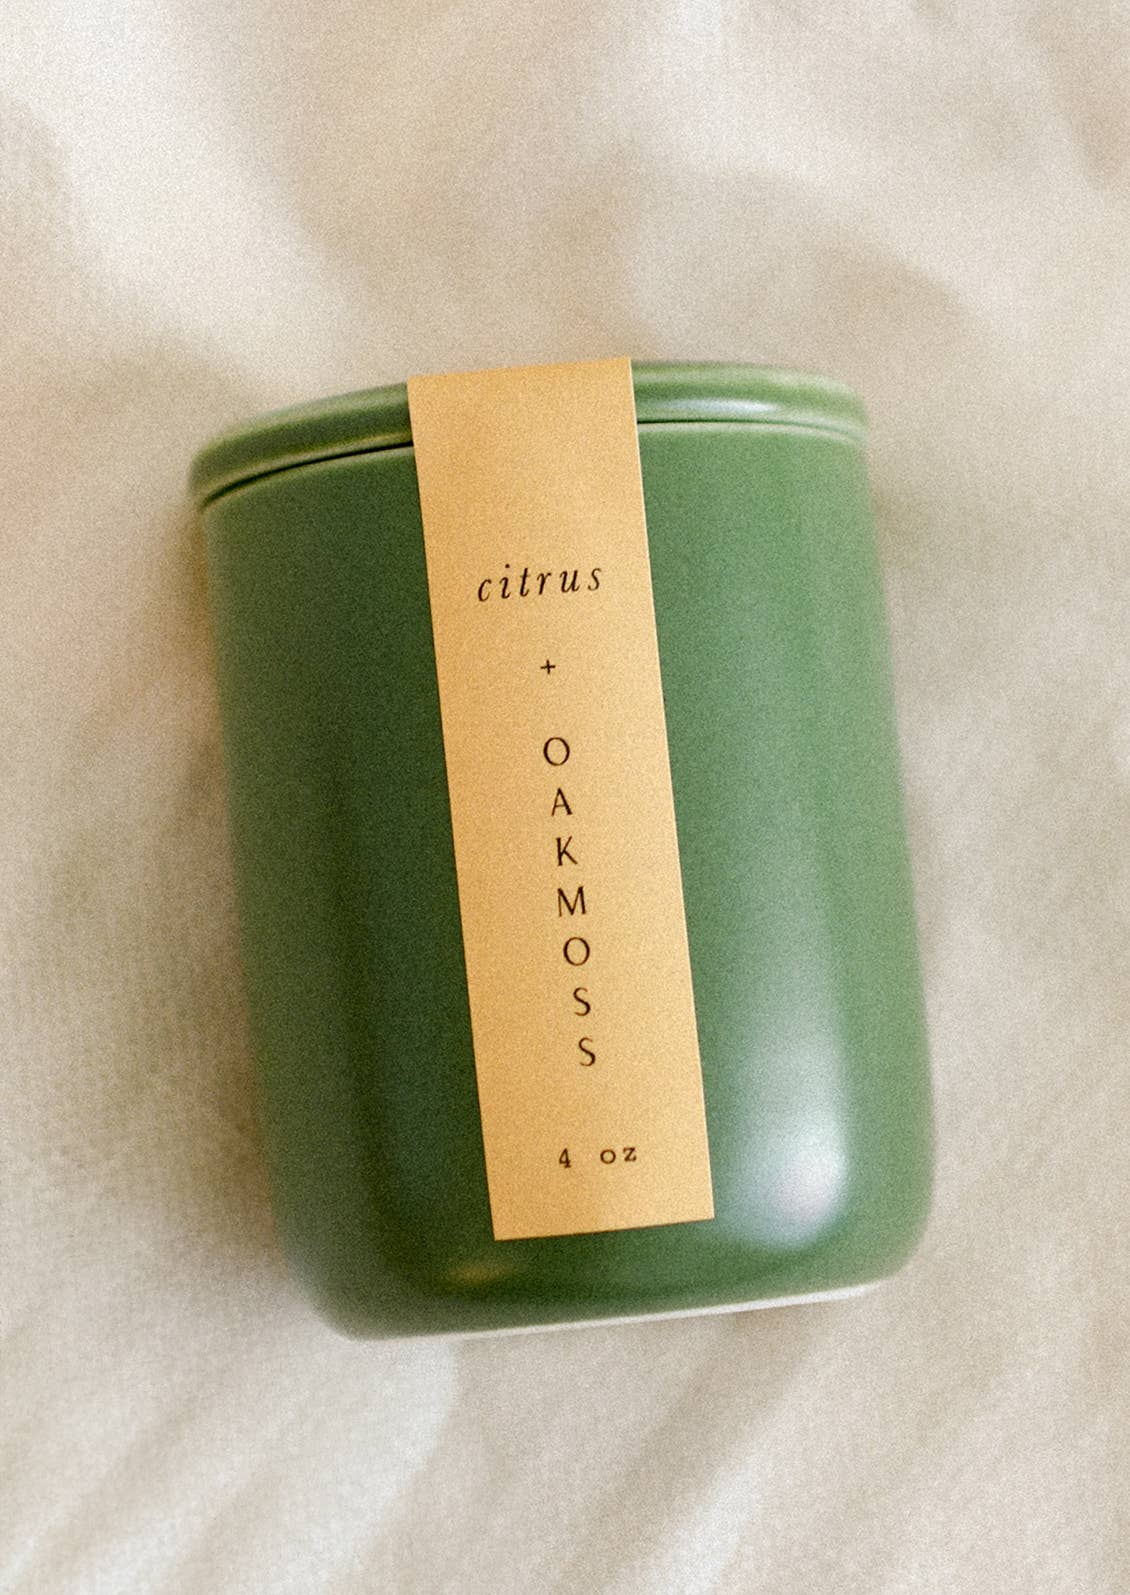 citrus
+
OAKMOSS
4 oz